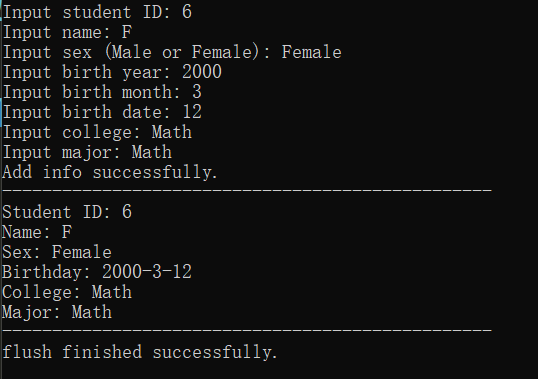 Input student ID: 6
Input name: F
Input sex (Male or Female): Female
Input birth year: 2000
Input birth month: 3
Input birth date: 12
Input college: Math
Input major: Math
Add info successfully.
-------------------------------------------------
Student ID: 6
Name: F
Sex: Female
Birthday: 2000-3-12
College: Math
Major: Math
-------------------------------------------------
flush finished successfully.